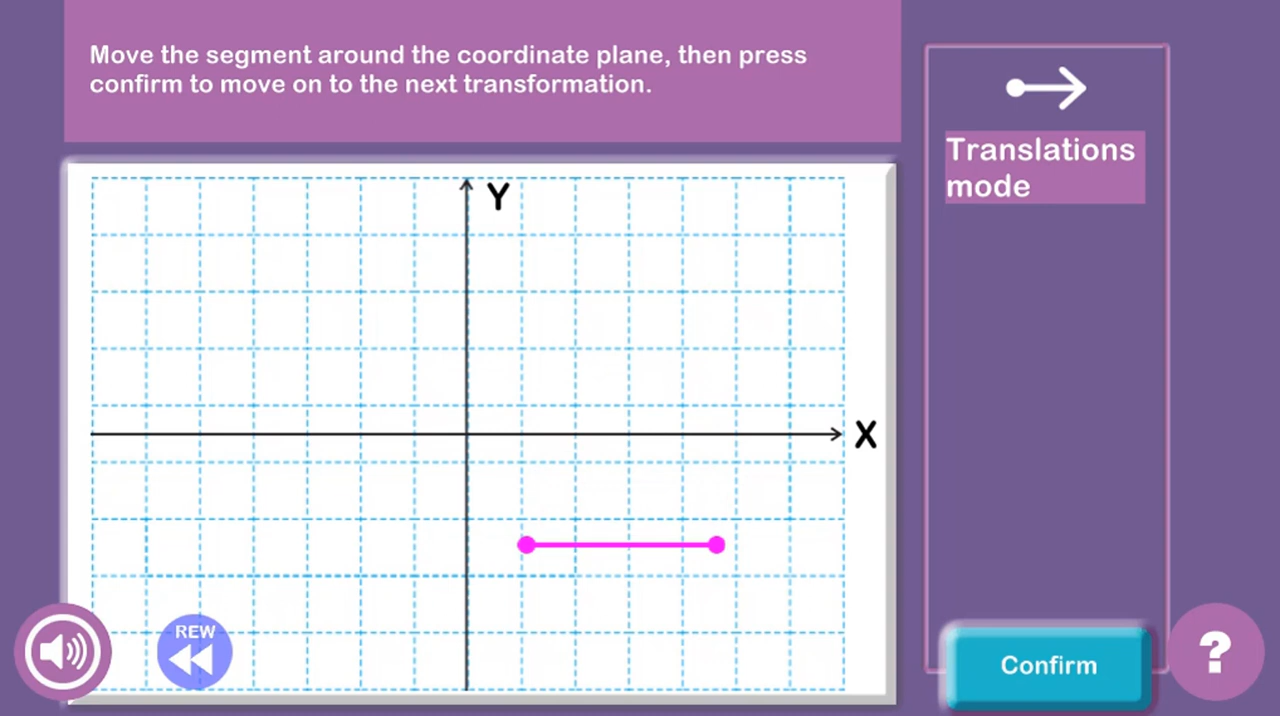 Move the segment around the coordinate plane, then press
confirm to move on to the next transformation.
Translations
mode
Y
X
REW
Confirm
?